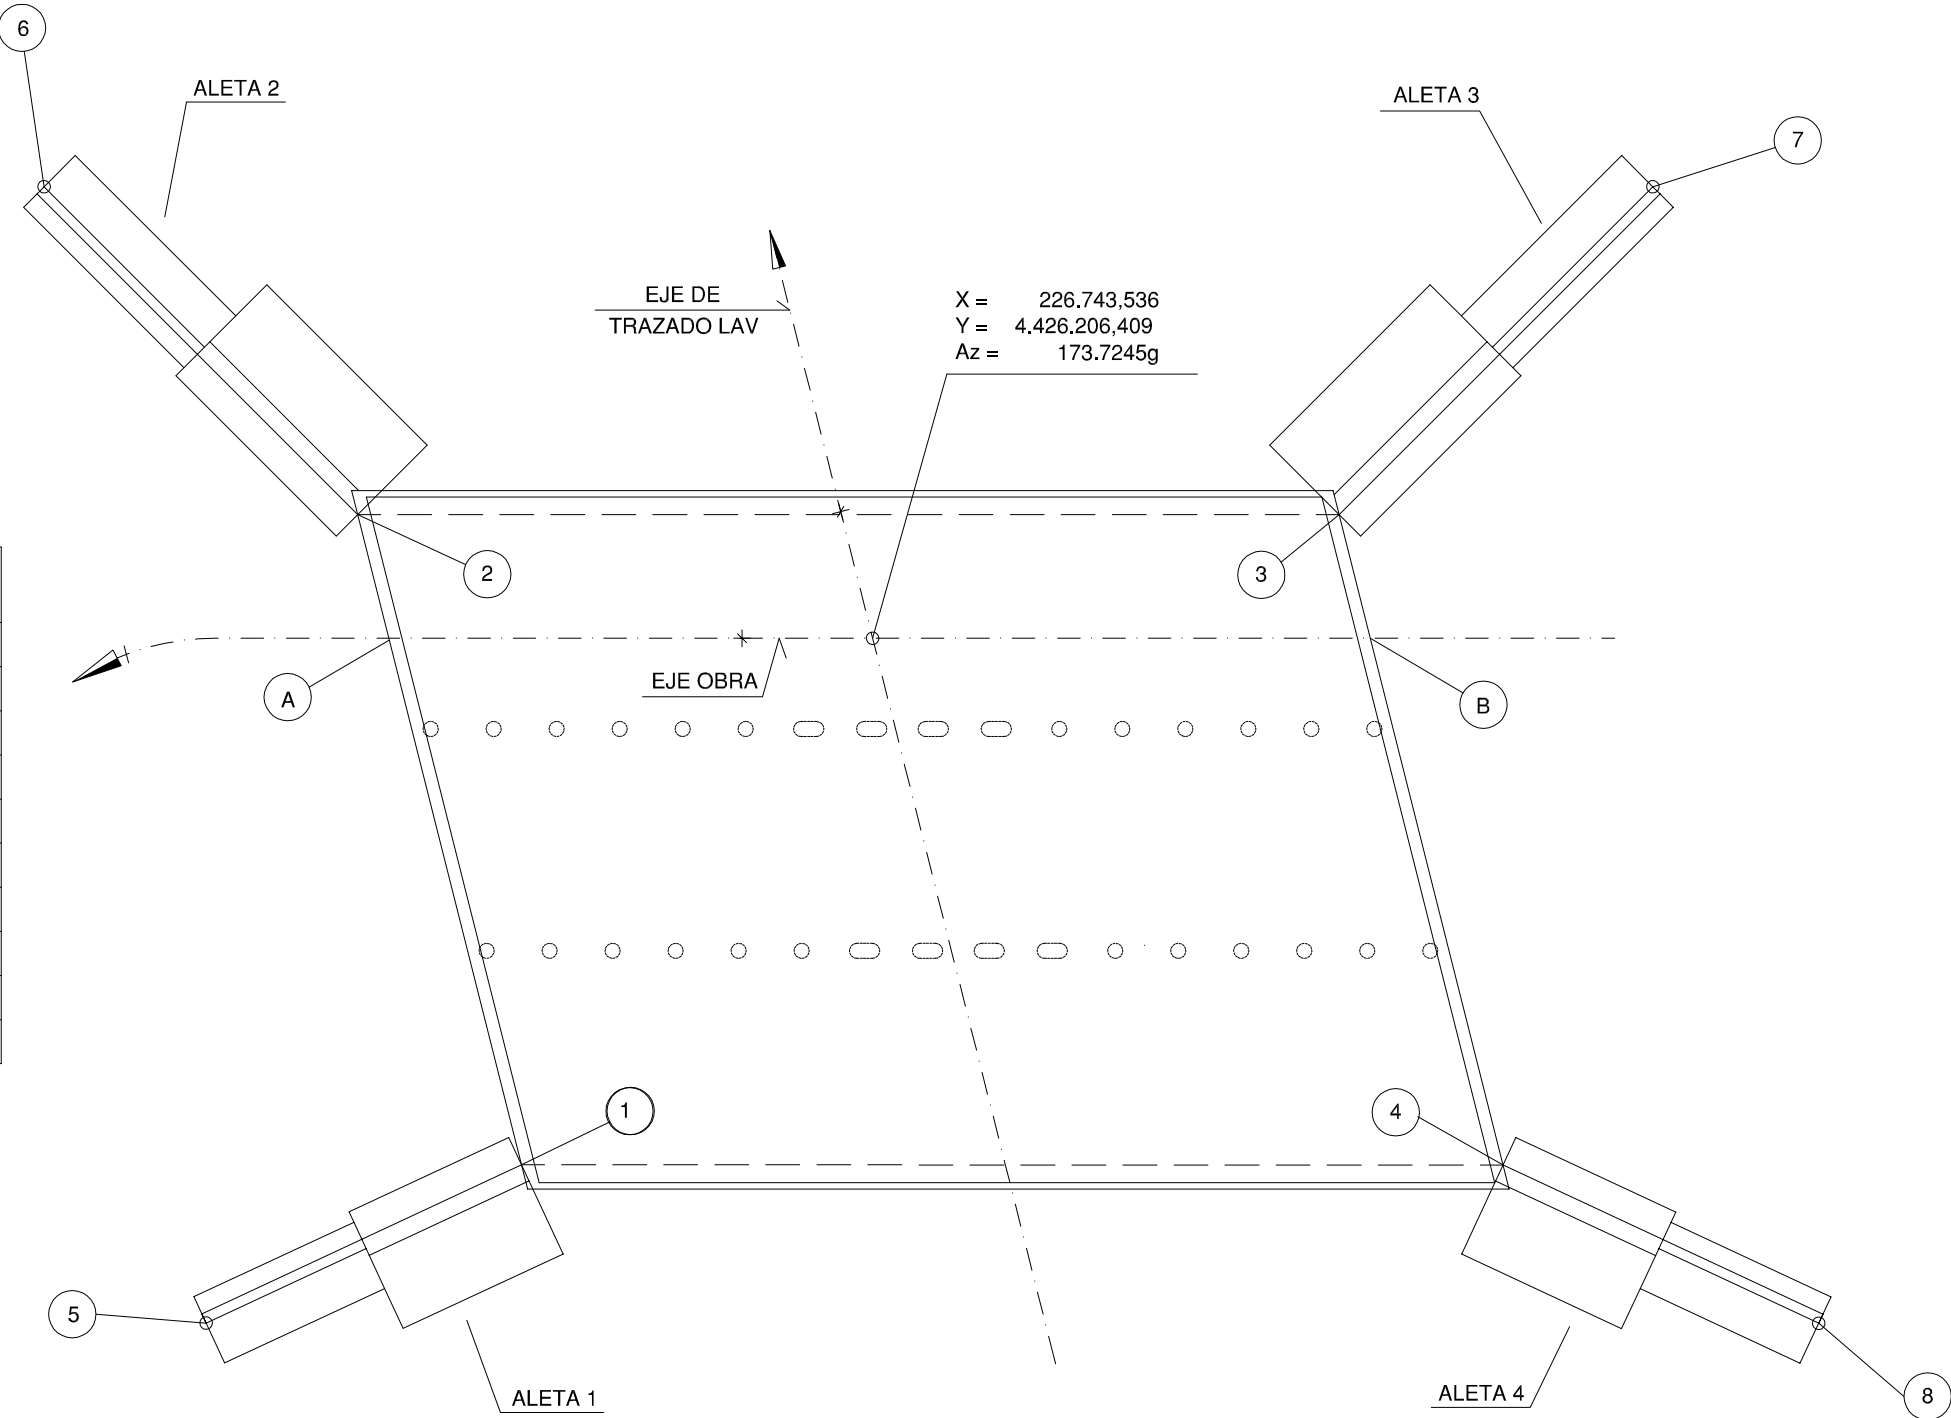 6
ALETA 2
ALETA 3
7
EJE DE
TRAZADO LAV
X = 226.743,536
Y = 4.426.206,409
Az = 173.7245g
2
3
EJE OBRA
A
B
1
4
5
ALETA 1
ALETA 4
8